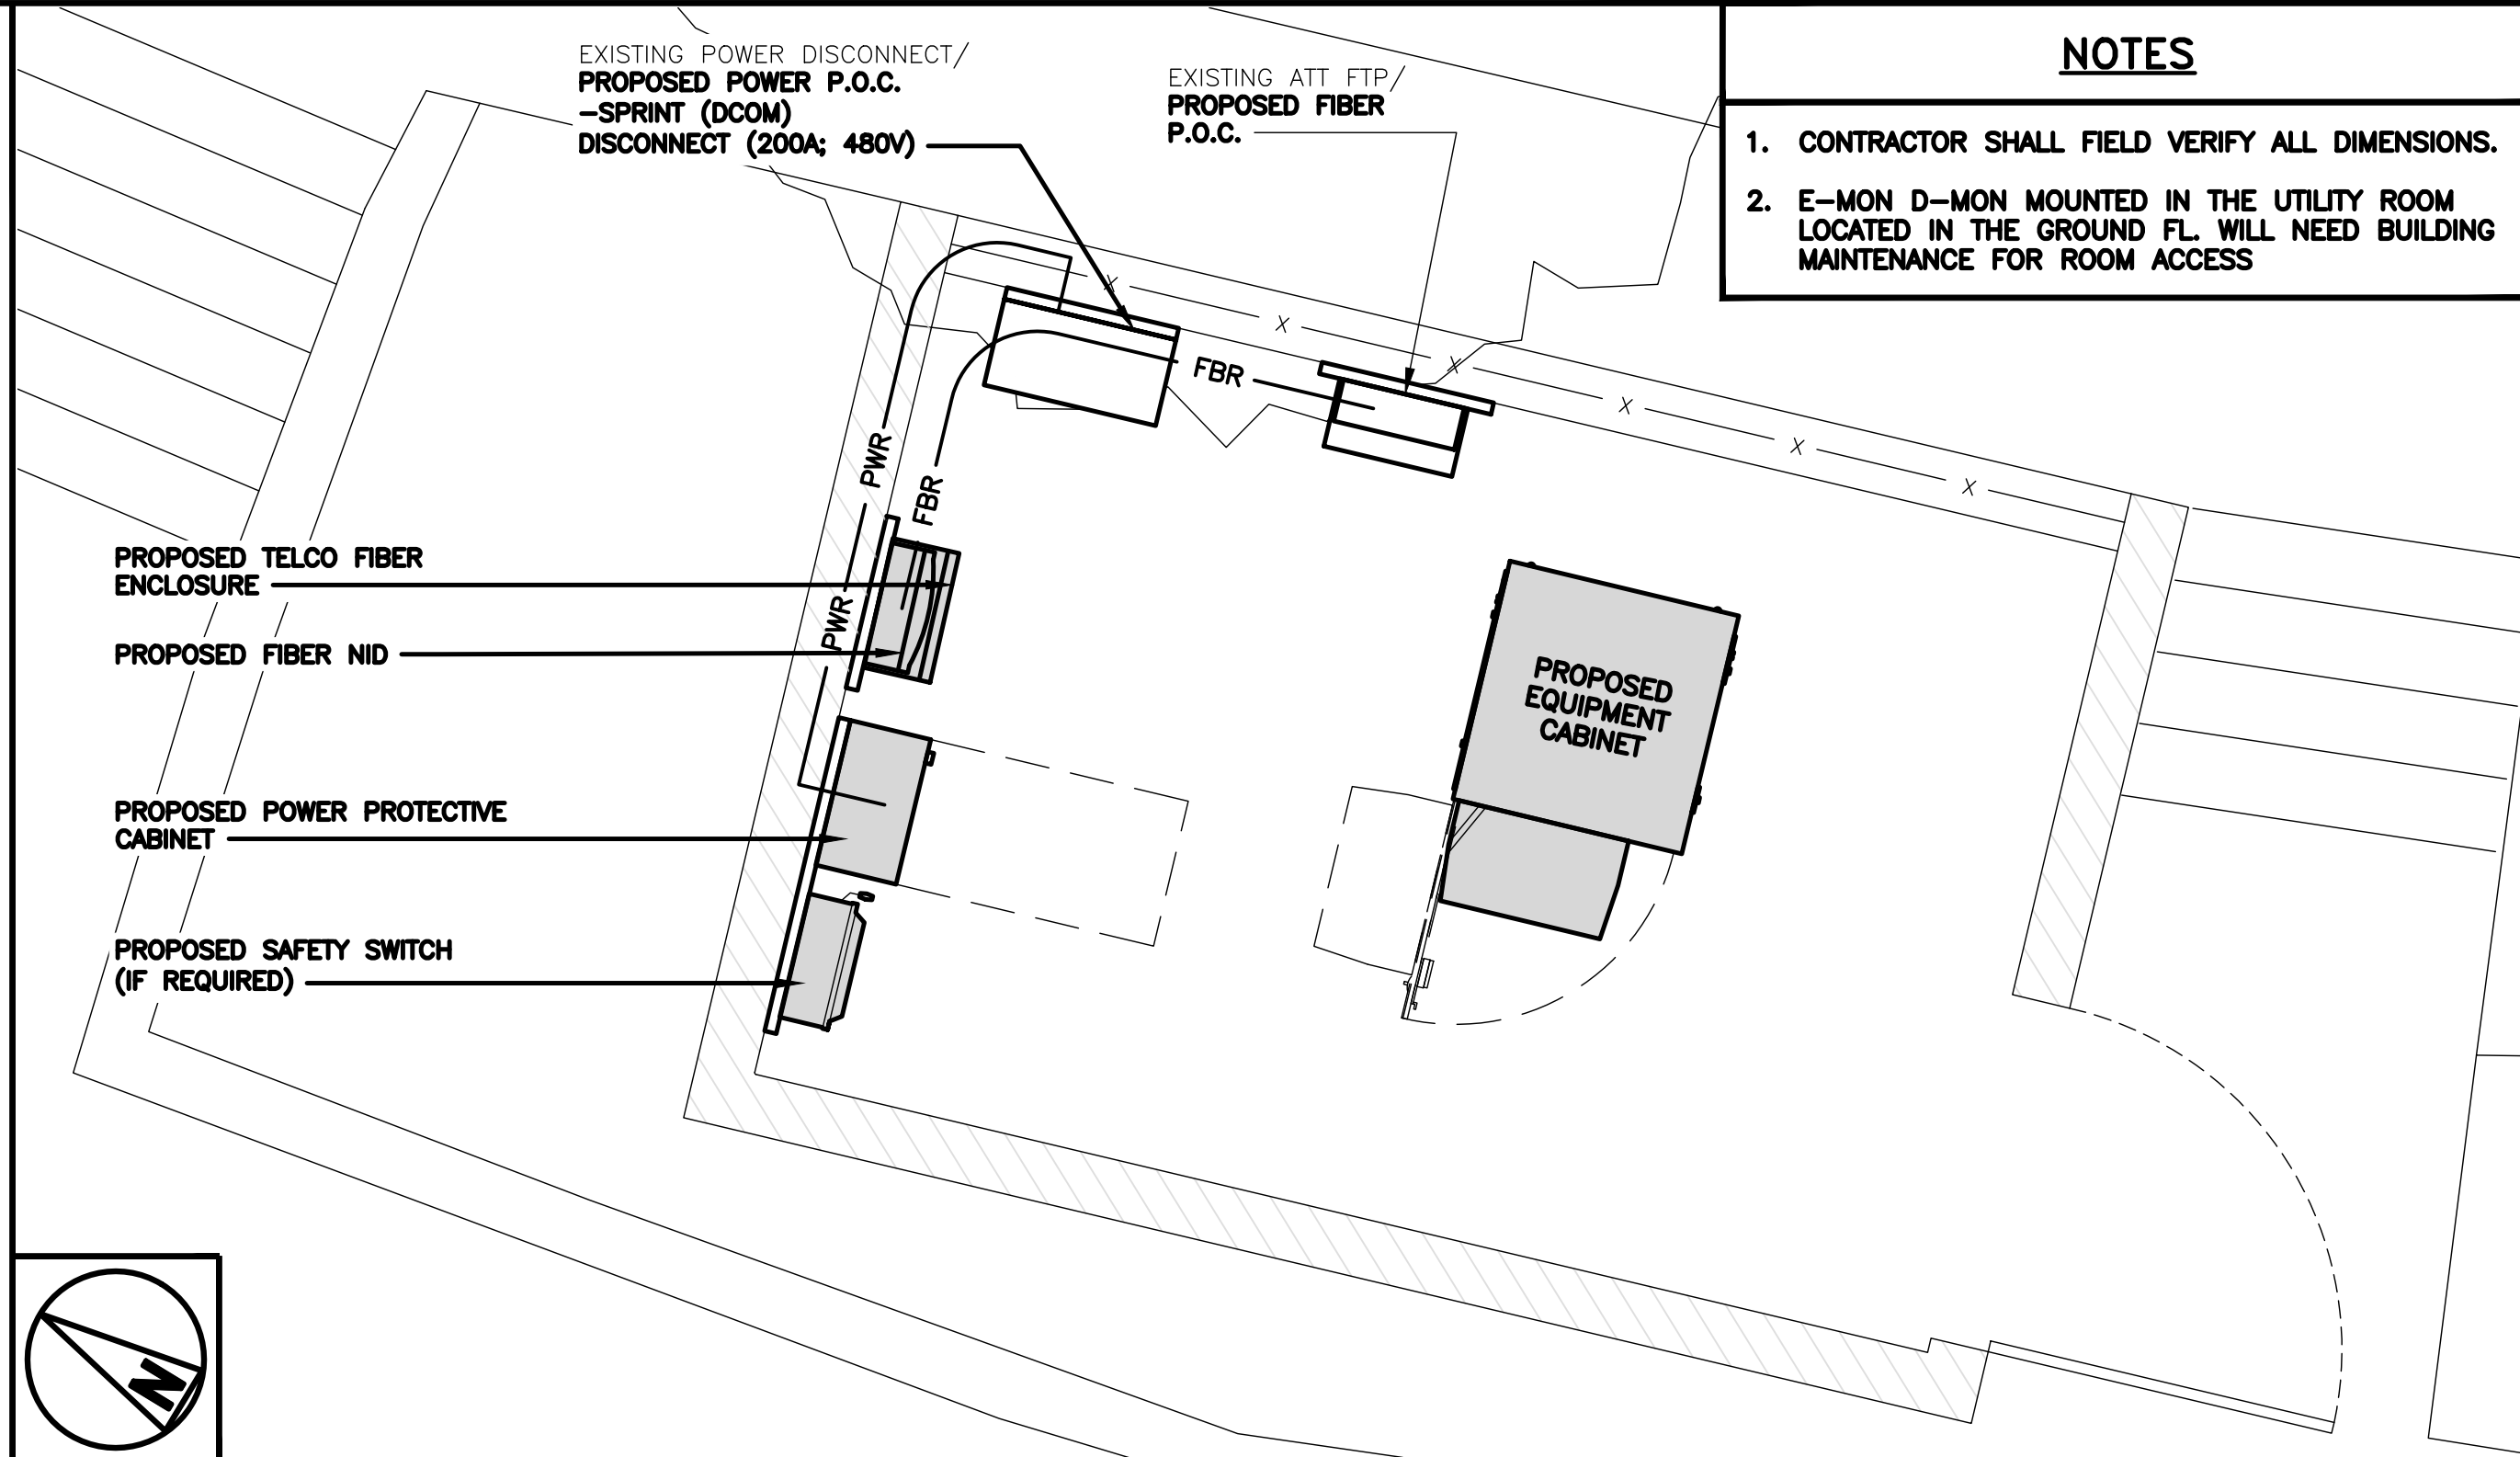 EXISTING POWER DISCONNECT/
PROPOSED POWER P.O.C.
-SPRINT (DCOM)
DISCONNECT (200A; 480V)
EXISTING ATT FTP/
PROPOSED FIBER
P.O.C.
NOTES
1. CONTRACTOR SHALL FIELD VERIFY ALL DIMENSIONS.
2. E-MON D-MON MOUNTED IN THE UTILITY ROOM
LOCATED IN THE GROUND FL. WILL NEED BUILDING
MAINTENANCE FOR ROOM ACCESS
X
X
X
X
X
X
FBR
PWR
FBR
PWR
PROPOSED TELCO FIBER
ENCLOSURE
PROPOSED FIBER NID
PROPOSED
EQUIPMENT
CABINET
PROPOSED POWER PROTECTIVE
CABINET
PROPOSED SAFETY SWITCH
(IF REQUIRED)
N